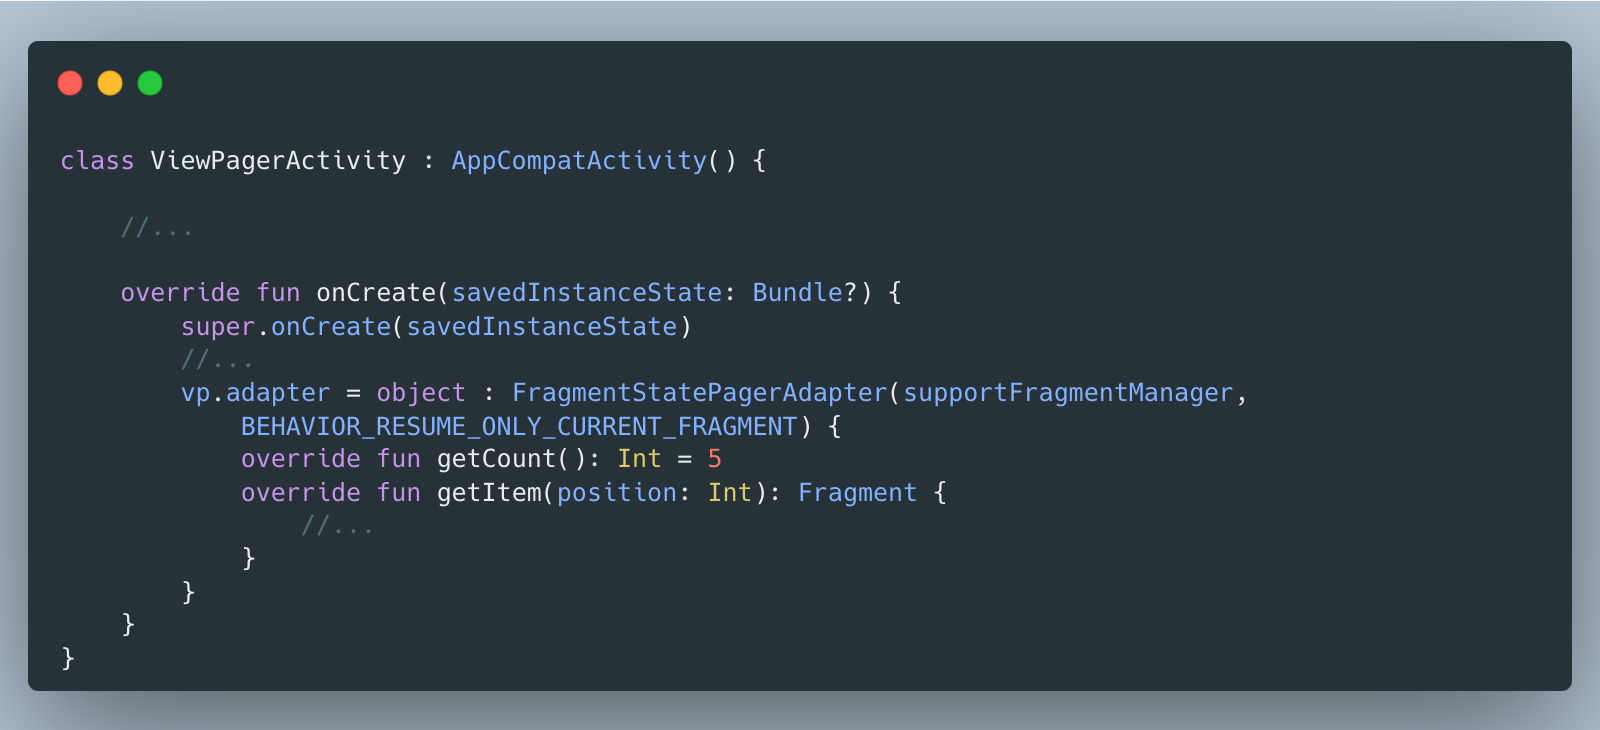 class ViewPagerActivity : AppCompatActivity() {
//...
override fun onCreate(savedInstanceState: Bundle?) {
super.onCreate(savedInstanceState)
//...
vp.adapter = object : FragmentStatePagerAdapter(supportFragmentManager,
BEHAVIOR_RESUME_ONLY_CURRENT_FRAGMENT) {
override fun getCount(): Int = 5
override fun getItem(position: Int): Fragment {
//...
}
}
}
}